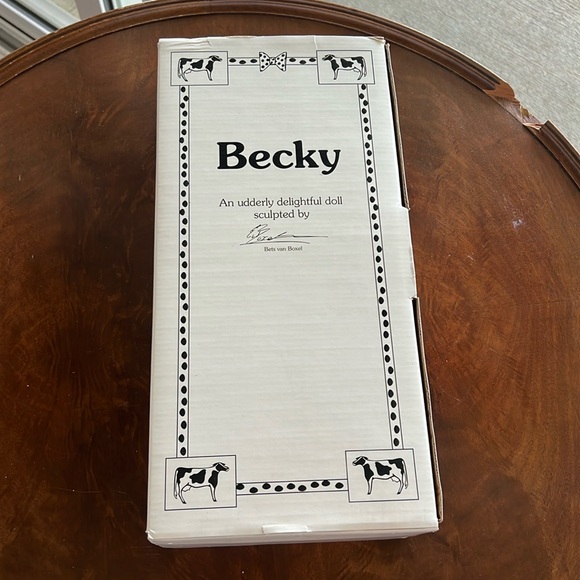 Becky
An udderly delightful doll
sculpted by
Bets van Boxel